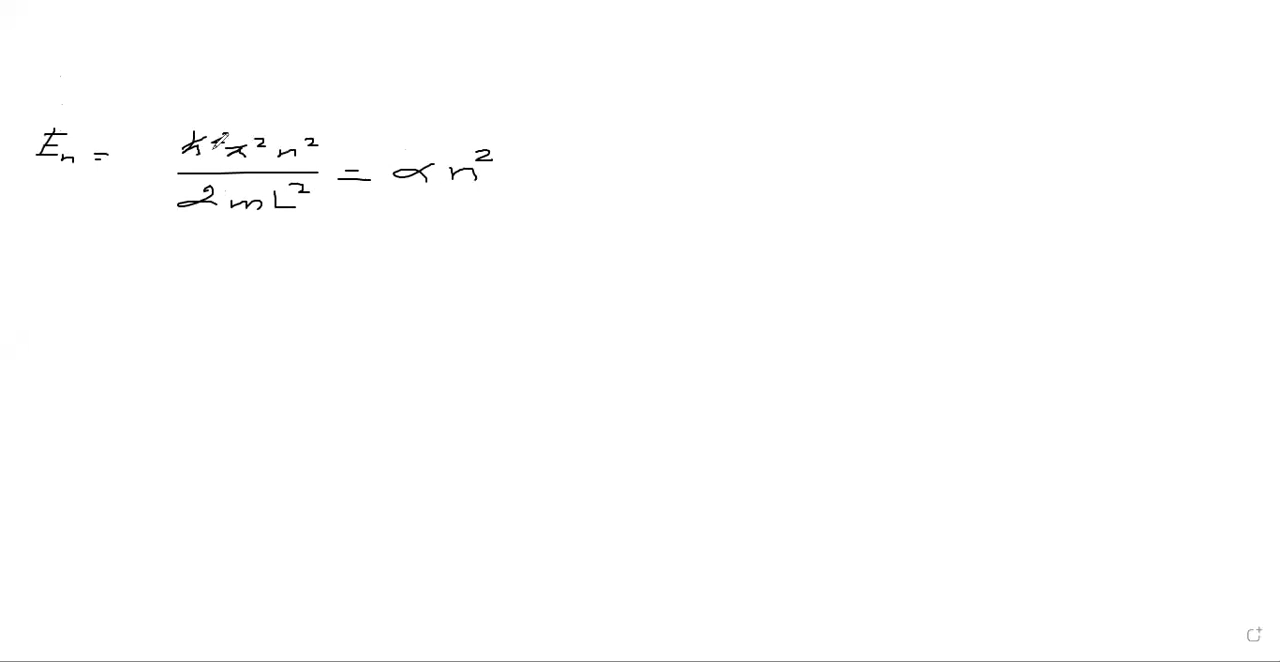 Eₙ = ħ²π²n² / 2mL² = αn²